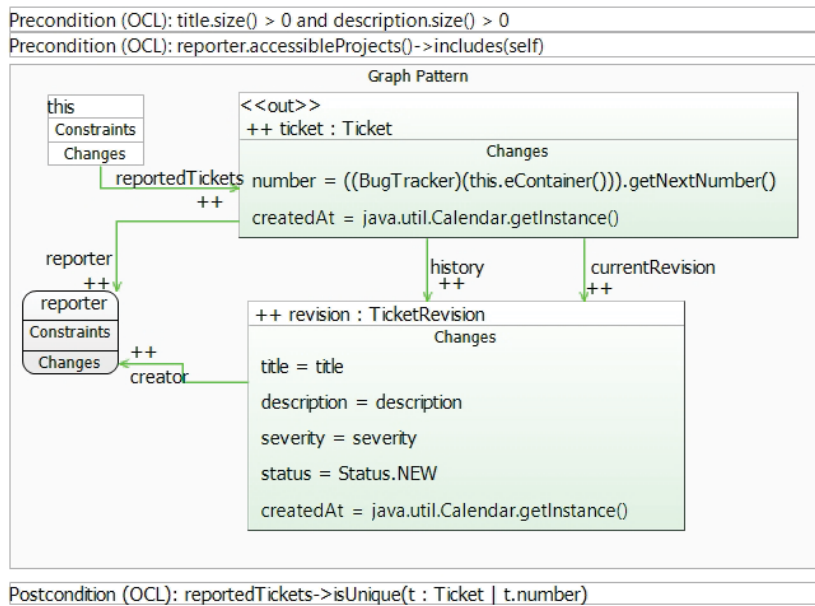 Precondition (OCL): title.size() > 0 and description.size() > 0
Precondition (OCL): reporter.accessibleProjects()->includes(self)
Graph Pattern
this
Constraints
Changes
<<out>>
++ ticket : Ticket
Changes
number = ((BugTracker)(this.eContainer())).getNextNumber()
createdAt = java.util.Calendar.getInstance()
reportedTickets
++
reporter
++
history
++
currentRevision
++
reporter
Constraints
Changes
++
creator
++ revision : TicketRevision
Changes
title = title
description = description
severity = severity
status = Status.NEW
createdAt = java.util.Calendar.getInstance()
Postcondition (OCL): reportedTickets->isUnique(t : Ticket | t.number)